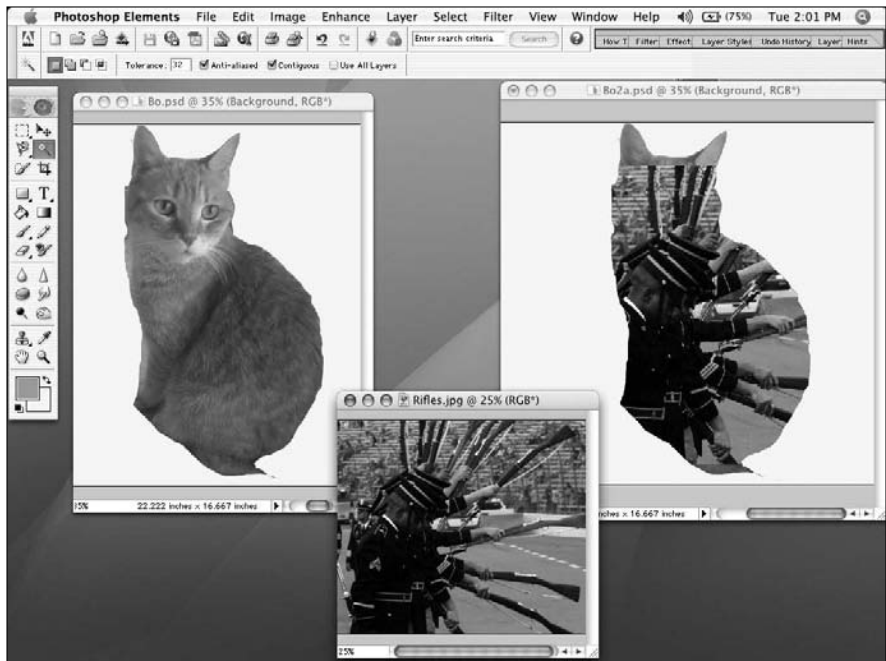 Photoshop Elements File Edit Image Enhance Layer Select Filter View Window Help (75%) Tue 2:01 PM
Enter search criteria Search How T Filter Effect Layer Styles Undo History Layer Hints
Tolerance: 32 Anti-aliased Contiguous Use All Layers
Bo.psd @ 35% (Background, RGB*)
Bo2a.psd @ 35% (Background, RGB*)
T
35% 22.222 inches x 16.667 inches
nches x 16.667 inches
Rifles.jpg @ 25% (RGB*)
25%